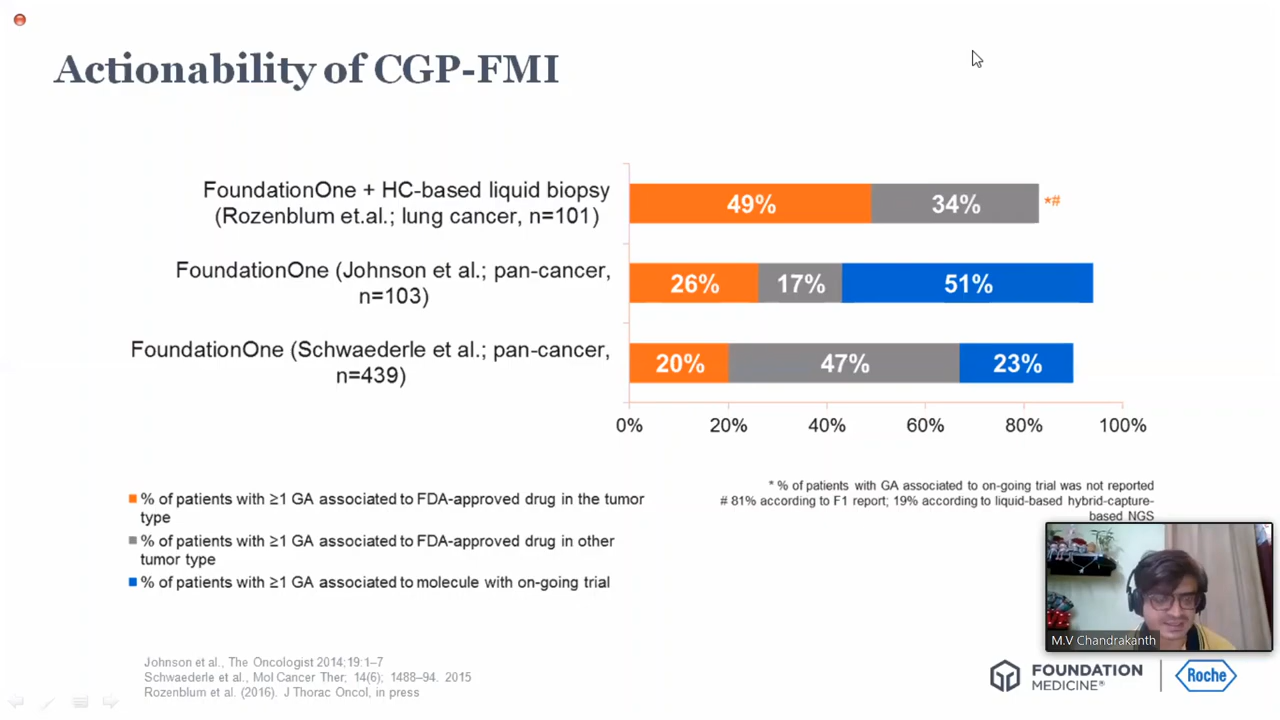 Actionability of CGP-FMI
FoundationOne + HC-based liquid biopsy
(Rozenblum et.al.; lung cancer, n=101)
49%
34%
*#
FoundationOne (Johnson et al.; pan-cancer,
n=103)
26%
17%
51%
FoundationOne (Schwaederle et al.; pan-cancer,
n=439)
20%
47%
23%
0%
20%
40%
60%
80%
100%
% of patients with ≥1 GA associated to FDA-approved drug in the tumor
type
% of patients with ≥1 GA associated to FDA-approved drug in other
tumor type
% of patients with ≥1 GA associated to molecule with on-going trial
* % of patients with GA associated to on-going trial was not reported
# 81% according to F1 report; 19% according to liquid-based hybrid-capture-
based NGS
M.V Chandrakanth
Johnson et al., The Oncologist 2014;19:1–7
Schwaederle et al., Mol Cancer Ther; 14(6); 1488–94. 2015
Rozenblum et al. (2016). J Thorac Oncol, in press
FOUNDATION
MEDICINE®
Roche